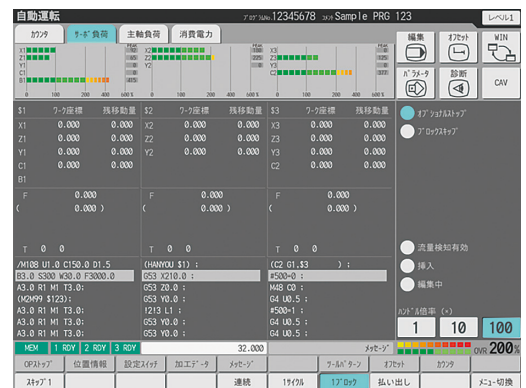 自動運転 ﾌﾟﾛｸﾞﾗﾑNo.12345678 ｺﾒﾝﾄ Sample PRG 123 レベル1
ｶｳﾝﾀ ｻｰﾎﾞ負荷 主軸負荷 消費電力
編集 ｵﾌｾｯﾄ WIN
ﾊﾟﾗﾒｰﾀ 診断 CAV
X1 X2 X3
Z1 Z2 Z3
Y1 Y2 Y3
C1 C2
B1
0 100 200 400 600% 0 100 200 400 600% 0 100 200 400 600%
$1 ﾜｰｸ座標 残移動量 $2 ﾜｰｸ座標 残移動量 $3 ﾜｰｸ座標 残移動量
X1 0.000 0.000 X2 0.000 0.000 X3 0.000 0.000
Z1 0.000 0.000 Z2 0.000 0.000 Z3 0.000 0.000
Y1 0.000 0.000 Y2 0.000 0.000 Y3 0.000 0.000
C1 0.000 0.000 C2 0.000 0.000
B1
F 0.000 F 0.000 F 0.000
( 0.000 ) ( 0.000 ) ( 0.000 )
T 0 0 T 0 0 T 0 0
ｵﾌﾟｼｮﾅﾙｽﾄｯﾌﾟ
ﾌﾞﾛｯｸｽｷｯﾌﾟ
流量検知有効
挿入
編集中
/M108 U1.0 C150.0 D1.5 (HANYOU $1) ; (C2 G1.$3 ) ;
B3.0 S300 W30.0 F3000.0 G53 X210.0 ; #500=0 ;
A3.0 R1 M1 T3.0; G53 Z0.0 ; M48 C0 ;
(M2M99 $123); G53 Y0.0 ; G4 U0.5 ;
A3.0 R1 M1 T3.0; !2!3 L1 ; #500=1 ;
A3.0 R1 M1 T3.0; G53 Y0.0 ; G4 U0.5 ;
A3.0 R1 M1 T3.0; G53 Y0.0 ; G4 U0.5 ;
ﾊﾝﾄﾞﾙ倍率 (×)
1 10 100
MEM 1 RDY 2 RDY 3 RDY 32.000 ﾒｯｾｰｼﾞ OVR 200%
OPｽﾄｯﾌﾟ 位置情報 設定ｽｲｯﾁ 加工ﾃﾞｰﾀ ﾒｯｾｰｼﾞ ﾂｰﾙﾊﾟﾀｰﾝ ｵﾌｾｯﾄ ｶｳﾝﾀ
ｽｷｯﾌﾟ1 連続 1ｻｲｸﾙ 1ﾌﾞﾛｯｸ 払い出し ﾒﾆｭｰ切換